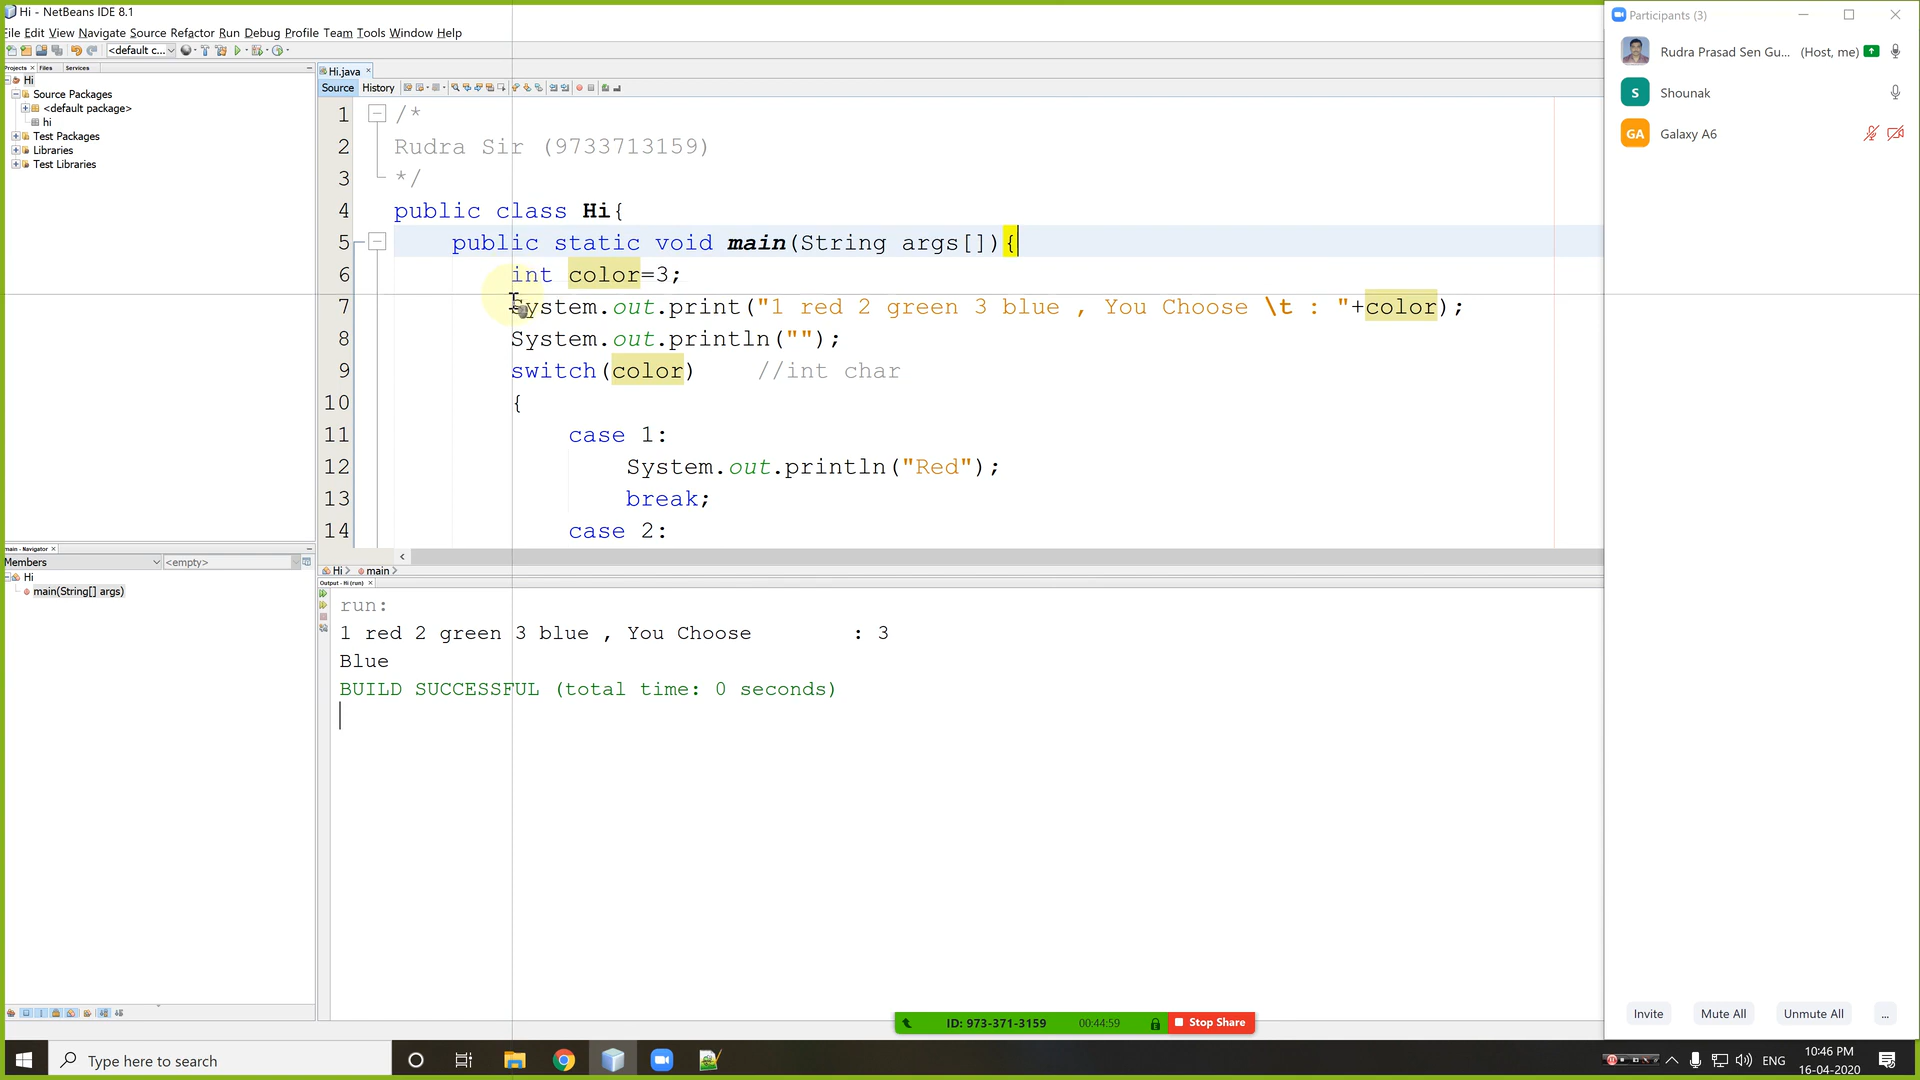 Hi - NetBeans IDE 8.1
File Edit View Navigate Source Refactor Run Debug Profile Team Tools Window Help
<default c...
Projects Files Services
Hi
Source Packages
<default package>
hi
Test Packages
Libraries
Test Libraries
Hi.java
Source History
1 /*
2 Rudra Sir (9733713159)
3 */
4 public class Hi{
5 public static void main(String args[]){
6 int color=3;
7 System.out.print("1 red 2 green 3 blue , You Choose \t : "+color);
8 System.out.println("");
9 switch(color) //int char
10 {
11 case 1:
12 System.out.println("Red");
13 break;
14 case 2:
Hi main
main - Navigator
Members <empty>
Hi
main(String[] args)
Output - Hi (run)
run:
1 red 2 green 3 blue , You Choose : 3
Blue
BUILD SUCCESSFUL (total time: 0 seconds)
Participants (3)
Rudra Prasad Sen Gu... (Host, me)
S Shounak
GA Galaxy A6
Invite Mute All Unmute All ...
ID: 973-371-3159 00:44:59 Stop Share
Type here to search
ENG
10:46 PM
16-04-2020